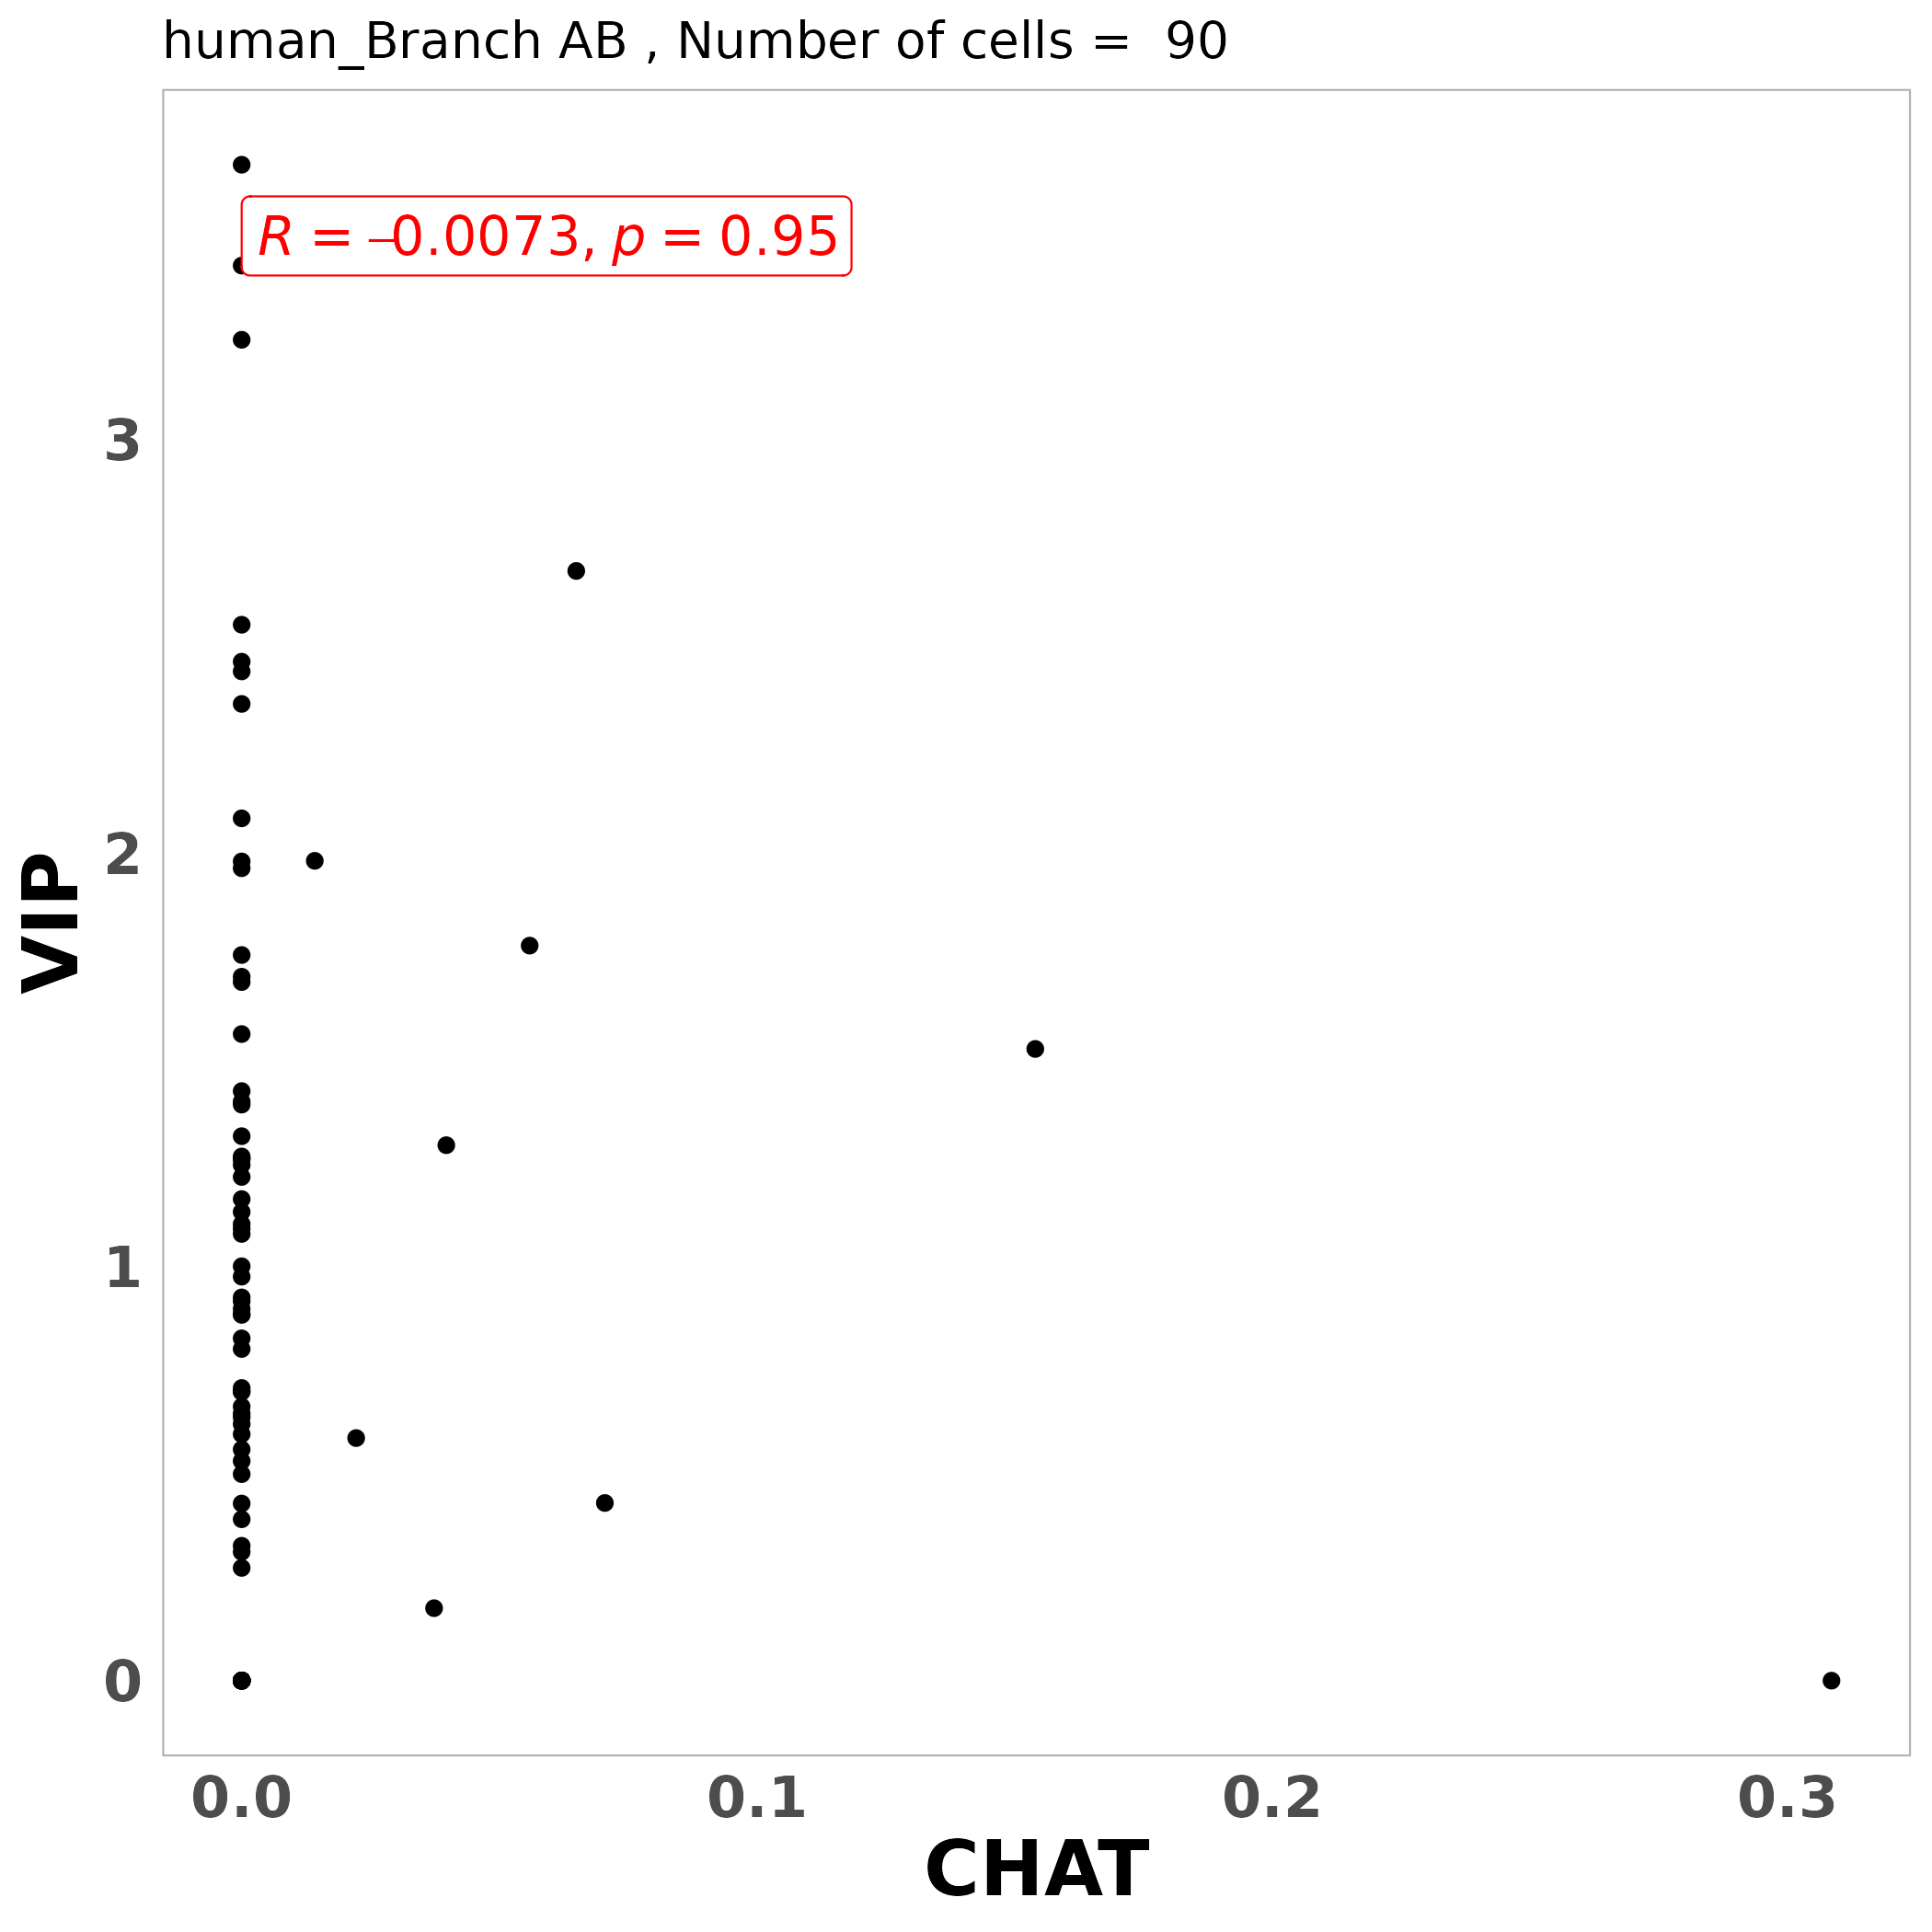 human_Branch AB , Number of cells =  90
R = –0.0073, p = 0.95
3
2
1
0
VIP
0.0 0.1 0.2 0.3
CHAT